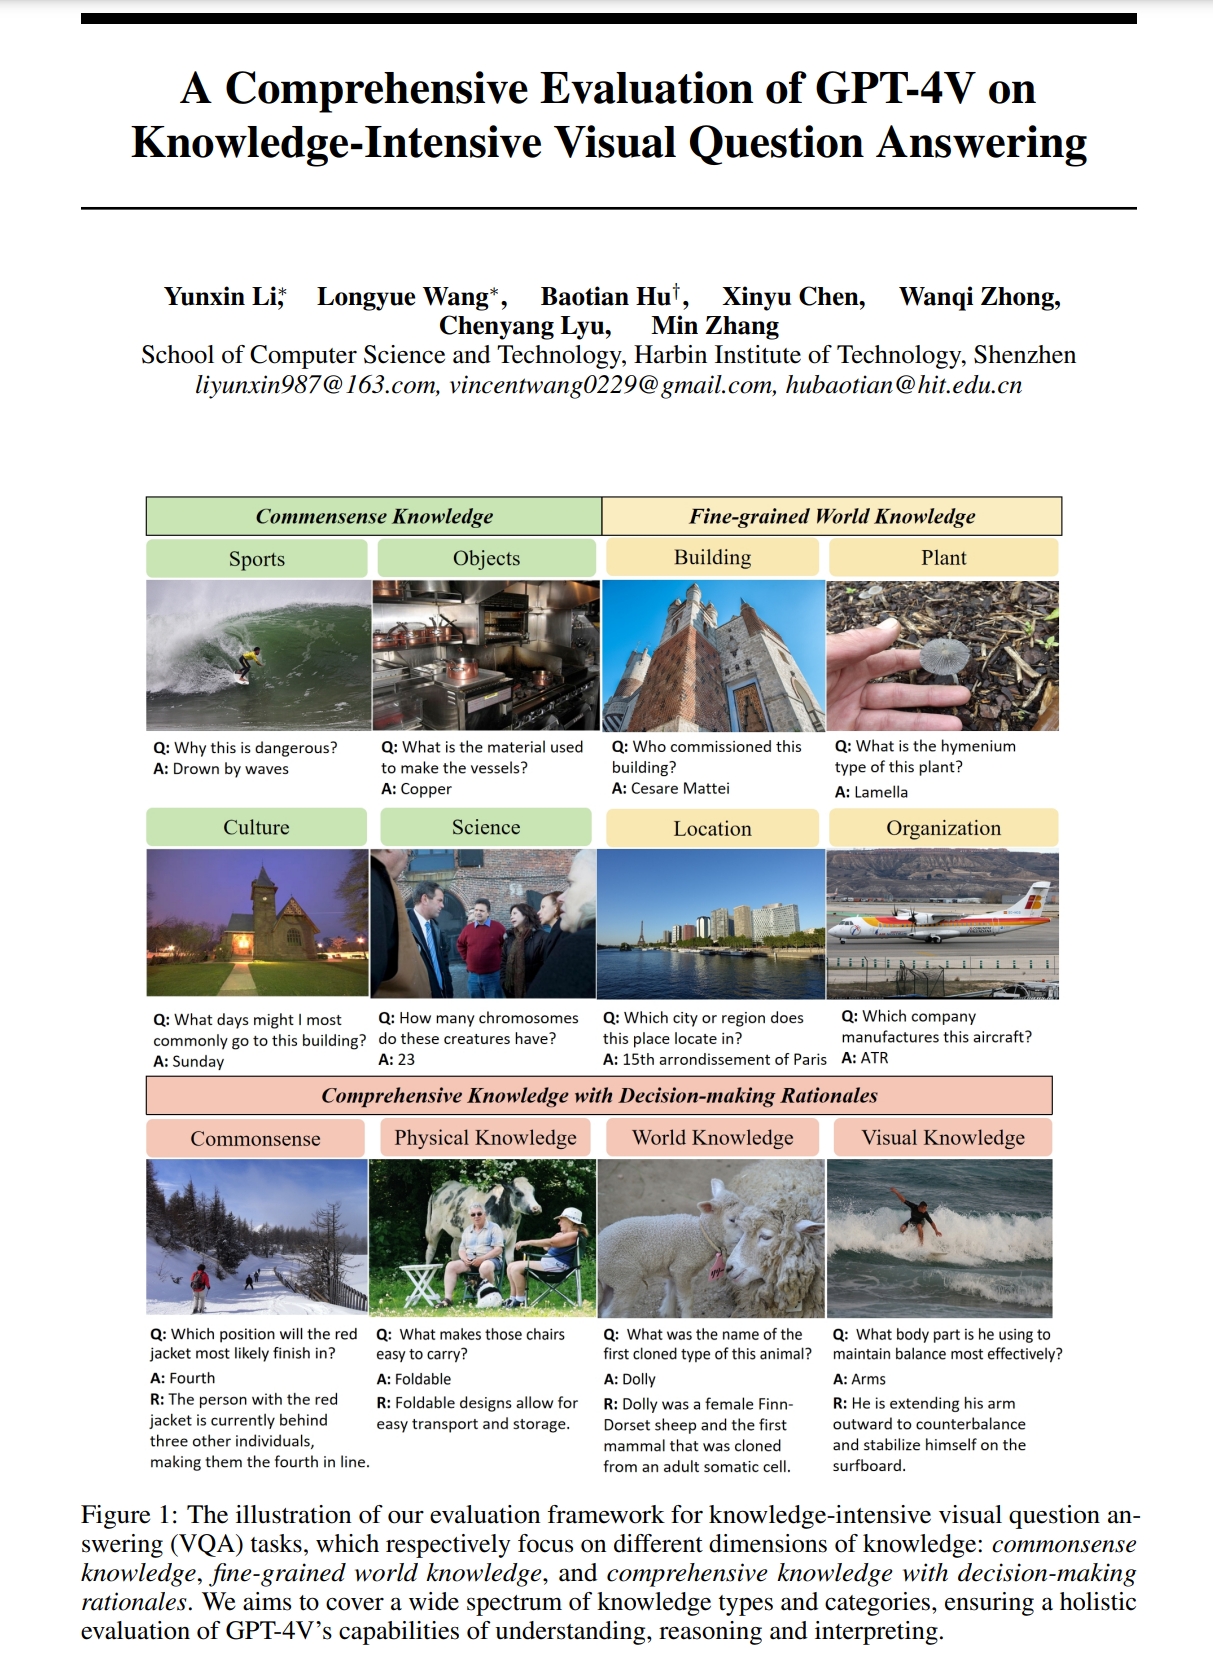 A Comprehensive Evaluation of GPT-4V on
Knowledge-Intensive Visual Question Answering
Yunxin Li*, Longyue Wang*, Baotian Hu†, Xinyu Chen, Wanqi Zhong,
Chenyang Lyu, Min Zhang
School of Computer Science and Technology, Harbin Institute of Technology, Shenzhen
liyunxin987@163.com, vincentwang0229@gmail.com, hubaotian@hit.edu.cn
Commensense Knowledge
Fine-grained World Knowledge
Sports
Objects
Building
Plant
Q: Why this is dangerous?
A: Drown by waves
Q: What is the material used
to make the vessels?
A: Copper
Q: Who commissioned this
building?
A: Cesare Mattei
Q: What is the hymenium
type of this plant?
A: Lamella
Culture
Science
Location
Organization
Q: What days might I most
commonly go to this building?
A: Sunday
Q: How many chromosomes
do these creatures have?
A: 23
Q: Which city or region does
this place locate in?
A: 15th arrondissement of Paris
Q: Which company
manufactures this aircraft?
A: ATR
Comprehensive Knowledge with Decision-making Rationales
Commonsense
Physical Knowledge
World Knowledge
Visual Knowledge
Q: Which position will the red
jacket most likely finish in?
A: Fourth
R: The person with the red
jacket is currently behind
three other individuals,
making them the fourth in line.
Q: What makes those chairs
easy to carry?
A: Foldable
R: Foldable designs allow for
easy transport and storage.
Q: What was the name of the
first cloned type of this animal?
A: Dolly
R: Dolly was a female Finn-
Dorset sheep and the first
mammal that was cloned
from an adult somatic cell.
Q: What body part is he using to
maintain balance most effectively?
A: Arms
R: He is extending his arm
outward to counterbalance
and stabilize himself on the
surfboard.
Figure 1: The illustration of our evaluation framework for knowledge-intensive visual question an-
swering (VQA) tasks, which respectively focus on different dimensions of knowledge: commonsense
knowledge, fine-grained world knowledge, and comprehensive knowledge with decision-making
rationales. We aims to cover a wide spectrum of knowledge types and categories, ensuring a holistic
evaluation of GPT-4V's capabilities of understanding, reasoning and interpreting.